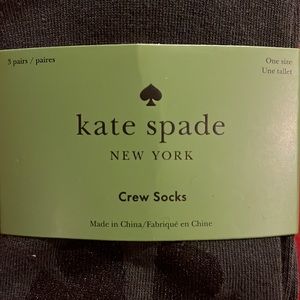 3 pairs / paires
One size
Une taille†
kate spade
NEW YORK
Crew Socks
Made in China/Fabriqué en Chine